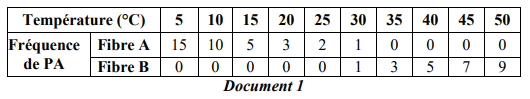 Température (°C) 5 10 15 20 25 30 35 40 45 50
Fréquence de PA Fibre A 15 10 5 3 2 1 0 0 0 0
Fibre B 0 0 0 0 0 1 3 5 7 9
Document 1